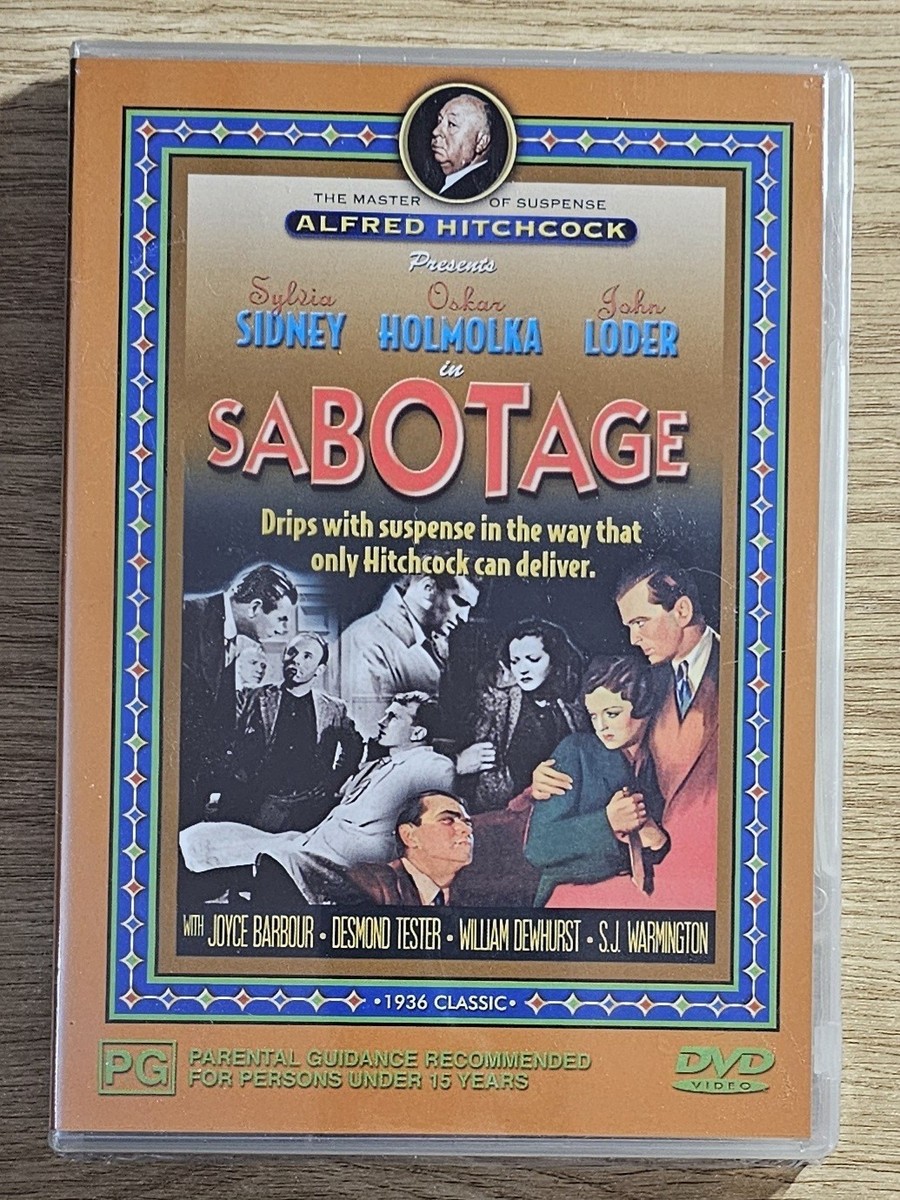 THE MASTER OF SUSPENSE
ALFRED HITCHCOCK
Presents
Sylvia SIDNEY Oskar HOLMOLKA John LODER
in
SABOTAGE
Drips with suspense in the way that
only Hitchcock can deliver.
WITH JOYCE BARBOUR • DESMOND TESTER • WILLIAM DEWHURST • S.J. WARMINGTON
•1936 CLASSIC•
PG PARENTAL GUIDANCE RECOMMENDED
FOR PERSONS UNDER 15 YEARS
DVD
VIDEO